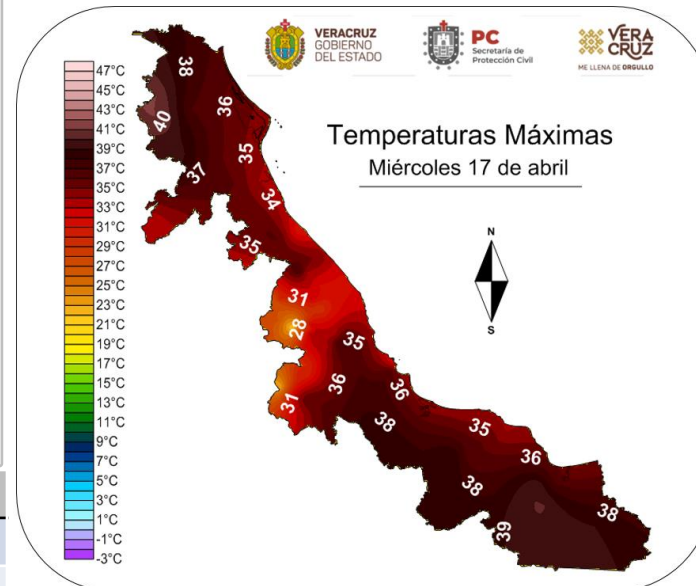 VERACRUZ
GOBIERNO
DEL ESTADO
PC
Secretaría de
Protección Civil
VERA
CRUZ
ME LLENA DE ORGULLO
Temperaturas Máximas
Miércoles 17 de abril
N
S
47°C
45°C
43°C
41°C
39°C
37°C
35°C
33°C
31°C
29°C
27°C
25°C
23°C
21°C
19°C
17°C
15°C
13°C
11°C
9°C
7°C
5°C
3°C
1°C
-1°C
-3°C
38
36
40
35
37
34
35
31
28
35
36
36
31
38
35
36
38
38
39